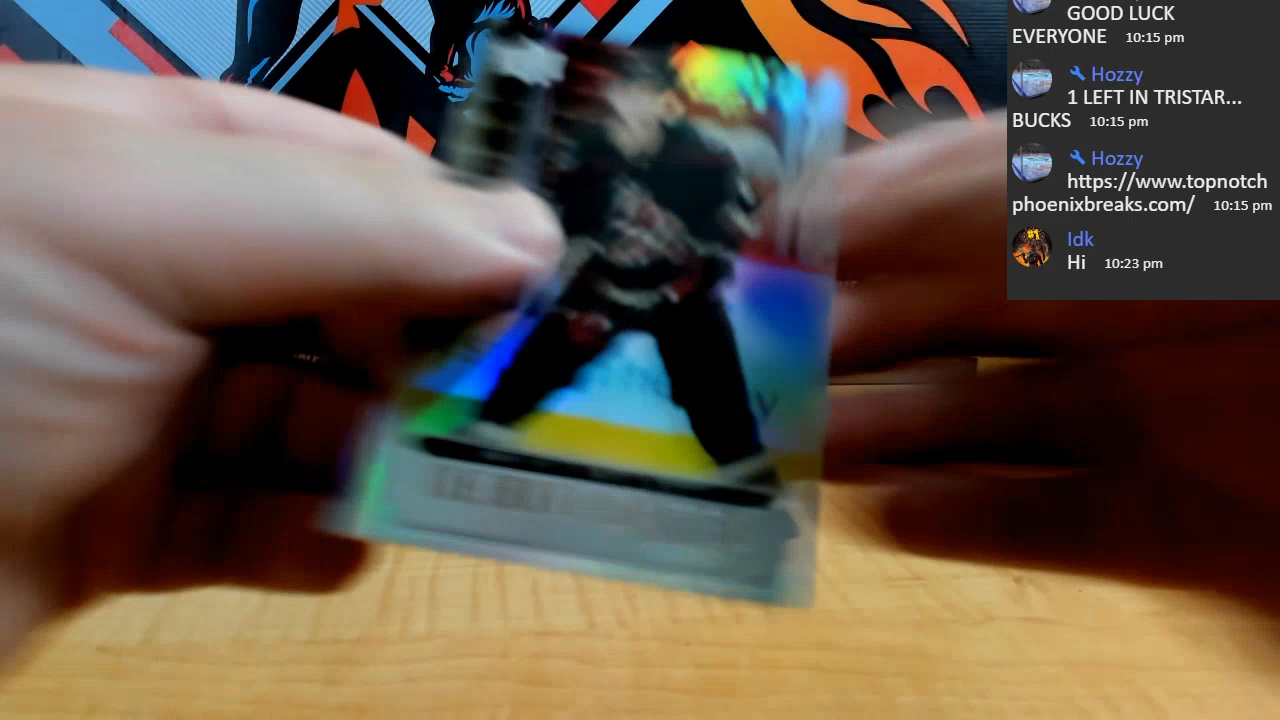 GOOD LUCK
EVERYONE 10:15 pm
Hozzy
1 LEFT IN TRISTAR...
BUCKS 10:15 pm
Hozzy
https://www.topnotch
phoenixbreaks.com/ 10:15 pm
Idk
Hi 10:23 pm